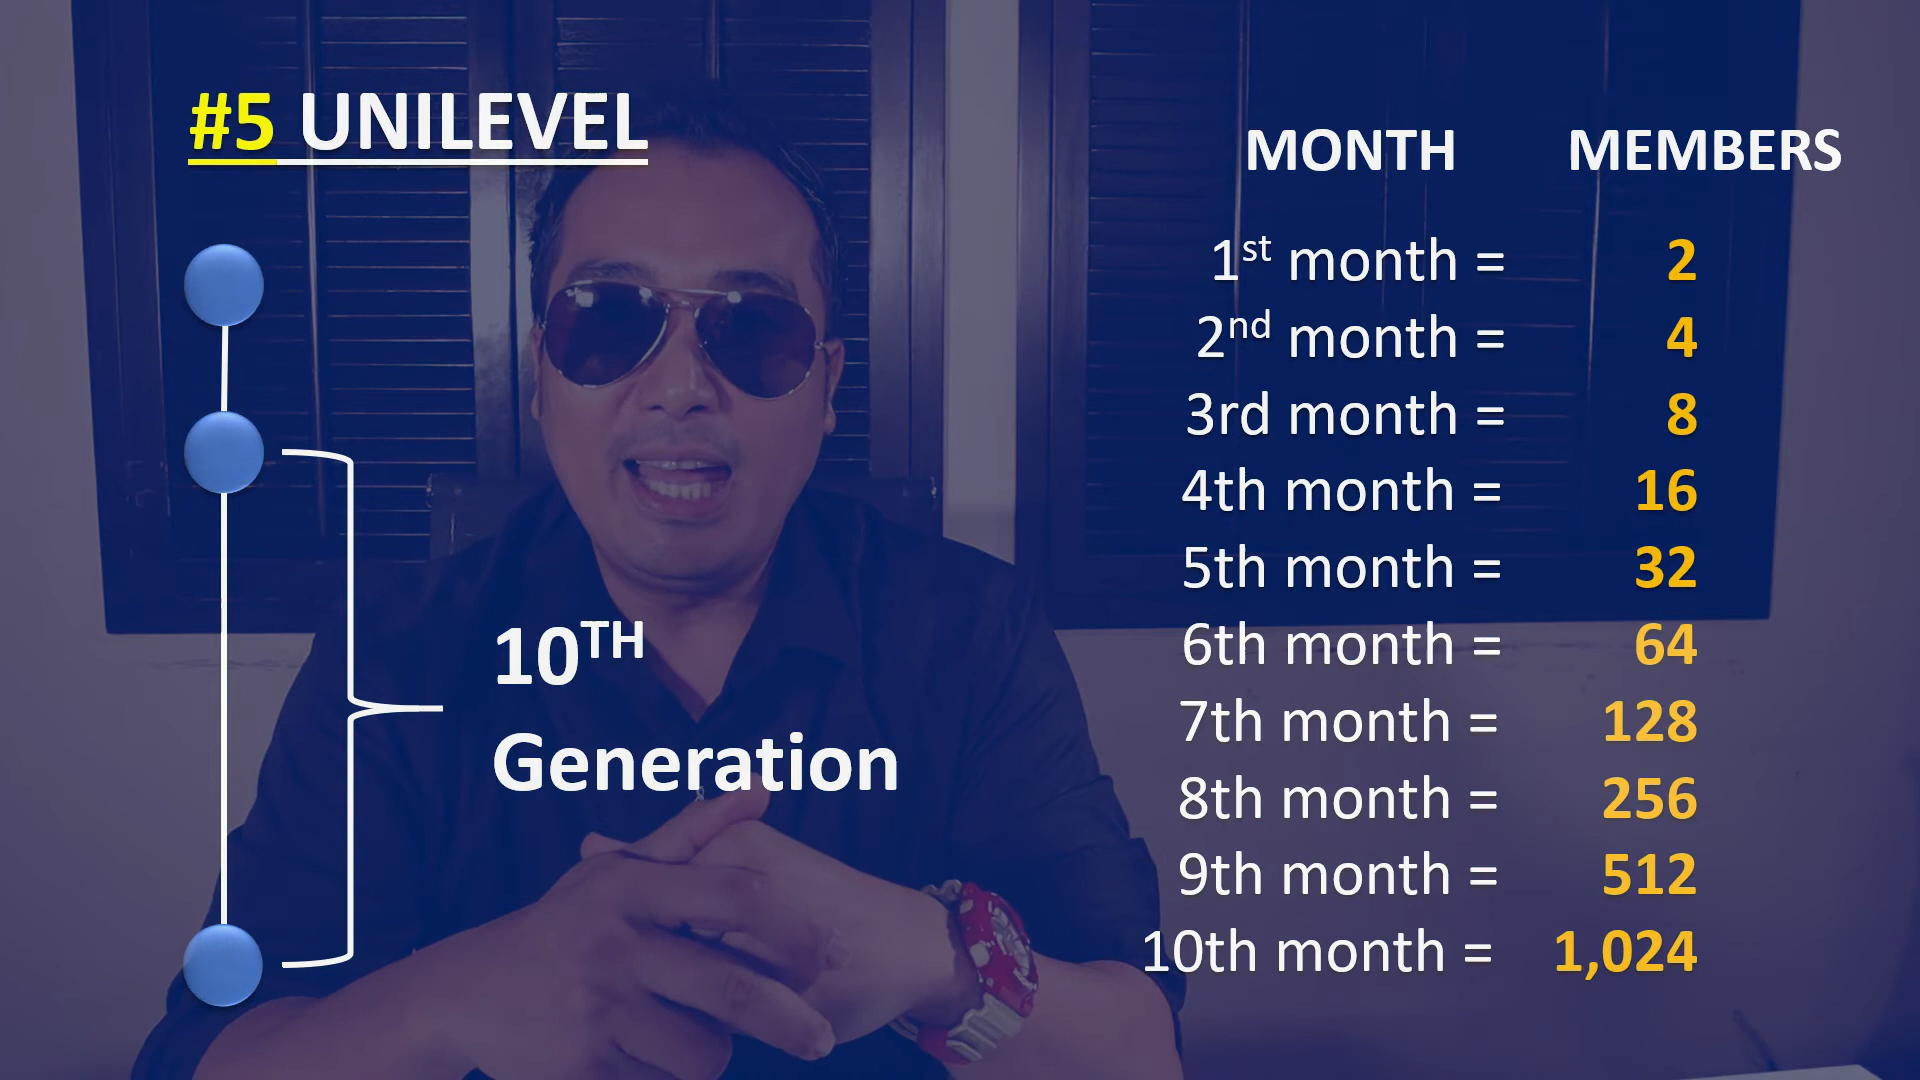 #5 UNILEVEL
10TH
Generation
MONTH MEMBERS
1st month = 2
2nd month = 4
3rd month = 8
4th month = 16
5th month = 32
6th month = 64
7th month = 128
8th month = 256
9th month = 512
10th month = 1,024